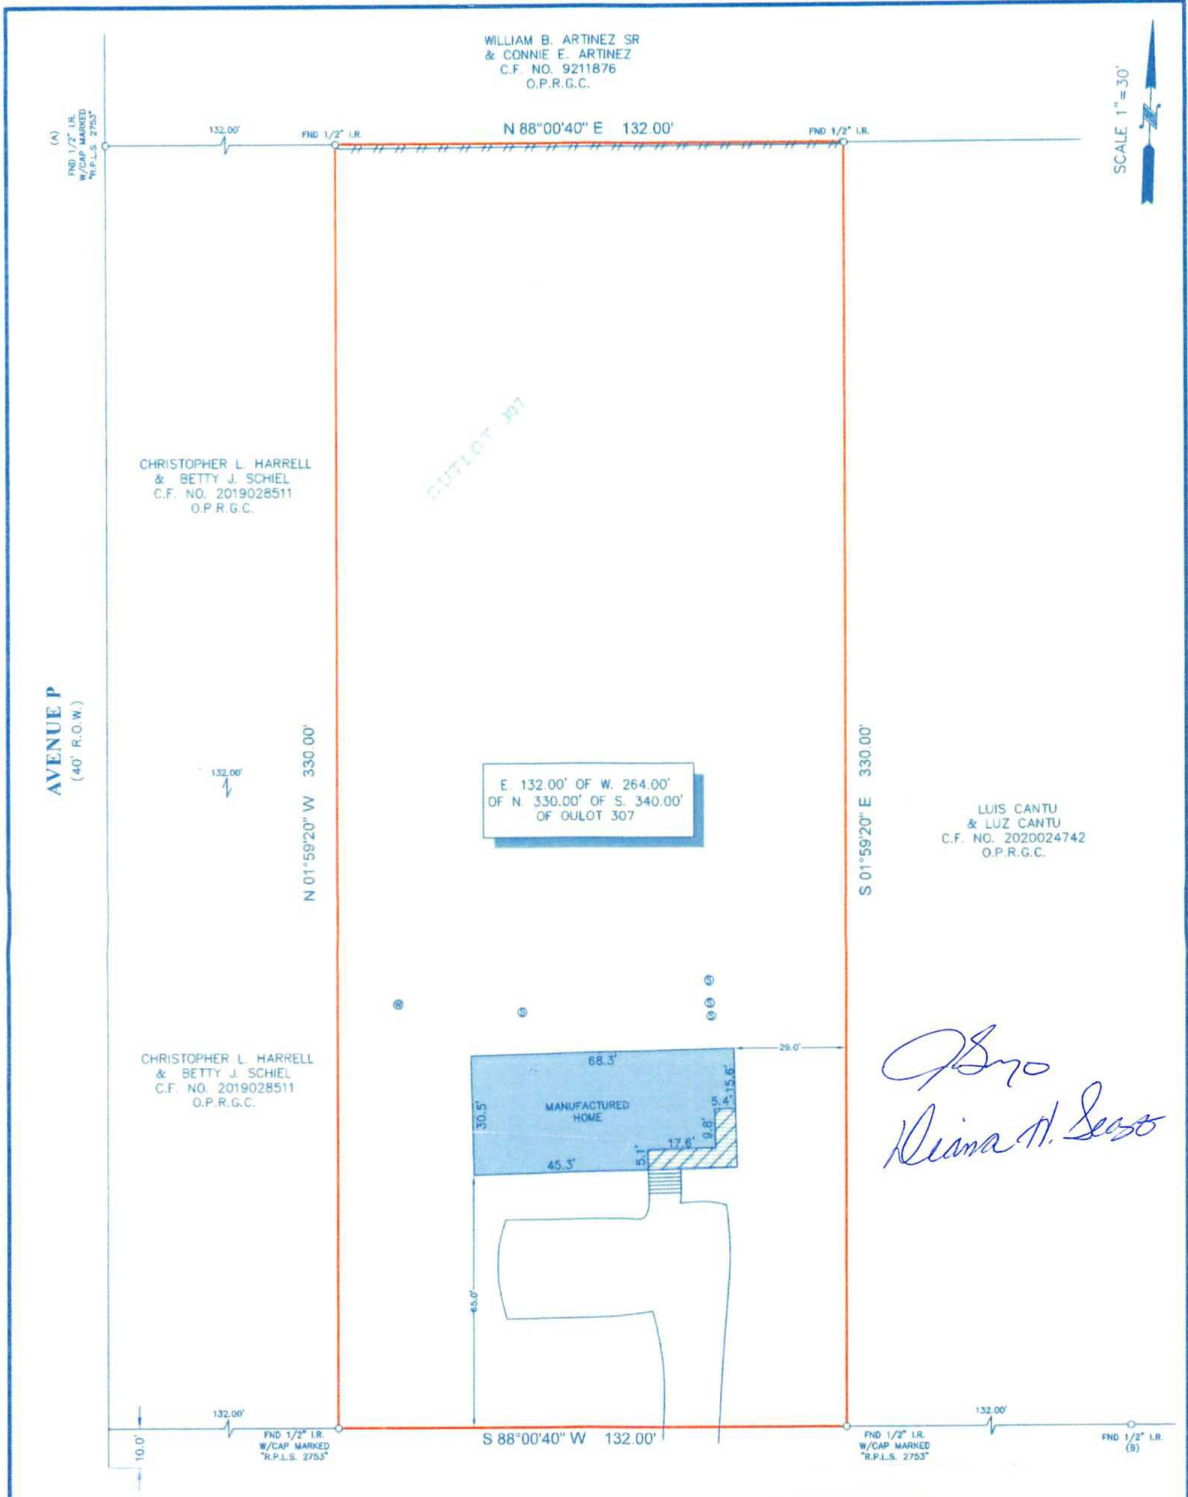 WILLIAM B. ARTINEZ SR
& CONNIE E. ARTINEZ
C.F. NO. 9211876
O.P.R.G.C.
SCALE 1"=30'
(A)
FND 1/2" I.R.
W/CAP MARKED
"R.P.L.S. 2753"
132.00'
FND 1/2" I.R.
N 88°00'40" E 132.00'
FND 1/2" I.R.
OUTLOT 307
CHRISTOPHER L. HARRELL
& BETTY J. SCHIEL
C.F. NO. 2019028511
O.P.R.G.C.
AVENUE P
(40' R.O.W.)
132.00'
N 01°59'20" W 330.00'
E. 132.00' OF W. 264.00'
OF N. 330.00' OF S. 340.00'
OF OULOT 307
S 01°59'20" E 330.00'
LUIS CANTU
& LUZ CANTU
C.F. NO. 2020024742
O.P.R.G.C.
W
S
S
S
S
CHRISTOPHER L. HARRELL
& BETTY J. SCHIEL
C.F. NO. 2019028511
O.P.R.G.C.
68.3'
29.0'
30.5'
MANUFACTURED
HOME
15.6'
5.4'
9.8'
17.6'
5.1'
45.3'
65.0'
Diana H.
10.0'
132.00'
FND 1/2" I.R.
W/CAP MARKED
"R.P.L.S. 2753"
S 88°00'40" W 132.00'
FND 1/2" I.R.
W/CAP MARKED
"R.P.L.S. 2753"
132.00'
FND 1/2" I.R.
(B)